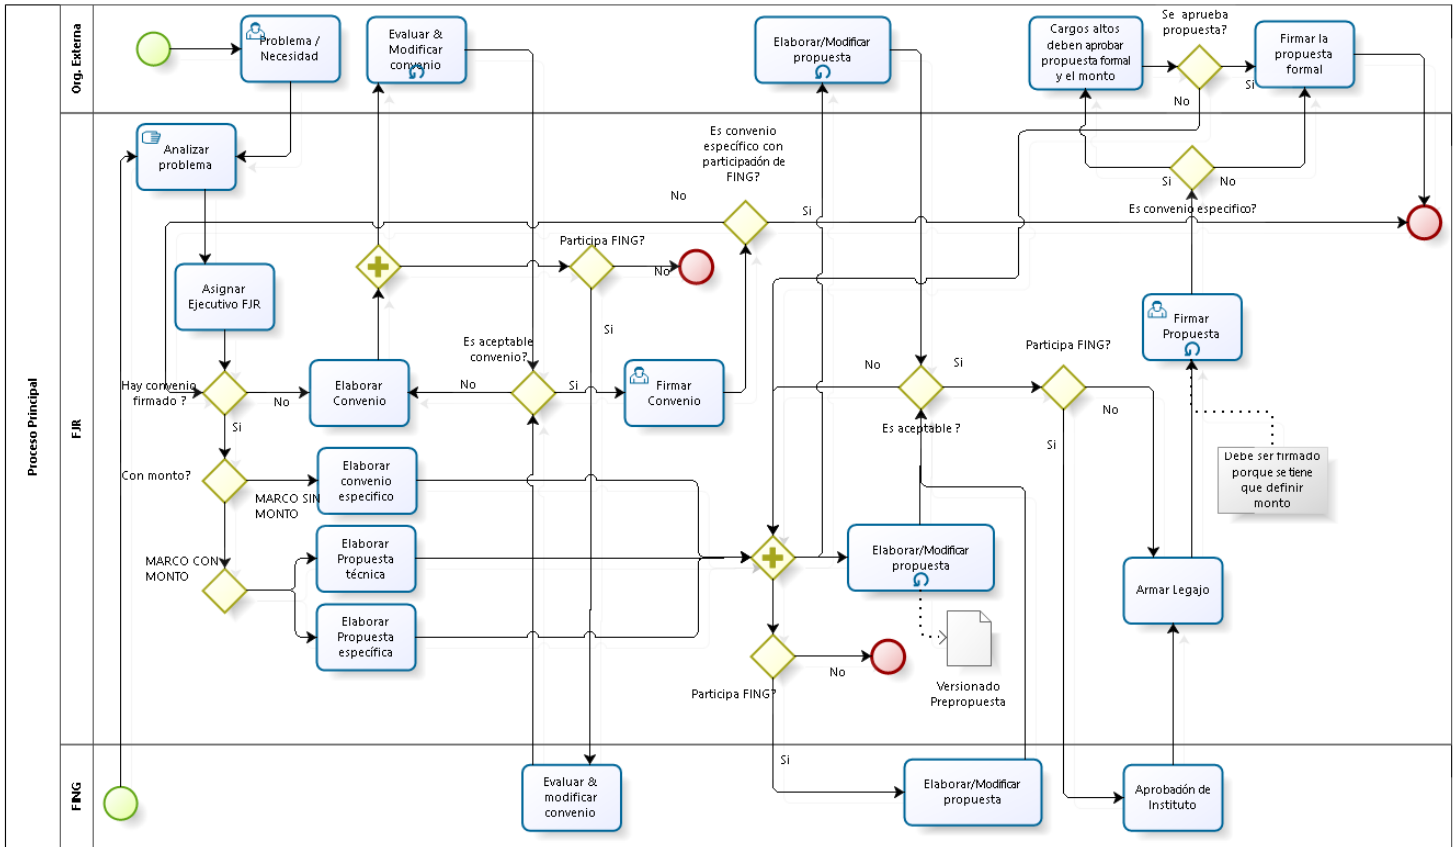 Proceso Principal
Org. Externa
Problema /
Necesidad
Evaluar &
Modificar
convenio
Elaborar/Modificar
propuesta
Cargos altos
deben aprobar
propuesta formal
y el monto
Se aprueba
propuesta?
Si
No
Firmar la
propuesta
formal
FJR
Analizar
problema
Asignar
Ejecutivo FJR
Hay convenio
firmado ?
No
Si
Elaborar
Convenio
Con monto?
MARCO SIN
MONTO
Elaborar
convenio
especifico
MARCO CON
MONTO
Elaborar
Propuesta
técnica
Elaborar
Propuesta
específica
Participa FING?
No
Si
Es aceptable
convenio?
No
Si
Firmar
Convenio
Es convenio
específico con
participación de
FING?
No
Si
Es aceptable ?
No
Si
Elaborar/Modificar
propuesta
Versionado
Prepropuesta
Participa FING?
No
Si
Participa FING?
No
Si
Armar Legajo
Firmar
Propuesta
Debe ser firmado
porque se tiene
que definir
monto
Es convenio especifico?
Si
No
FING
Evaluar &
modificar
convenio
Elaborar/Modificar
propuesta
Aprobación de
Instituto